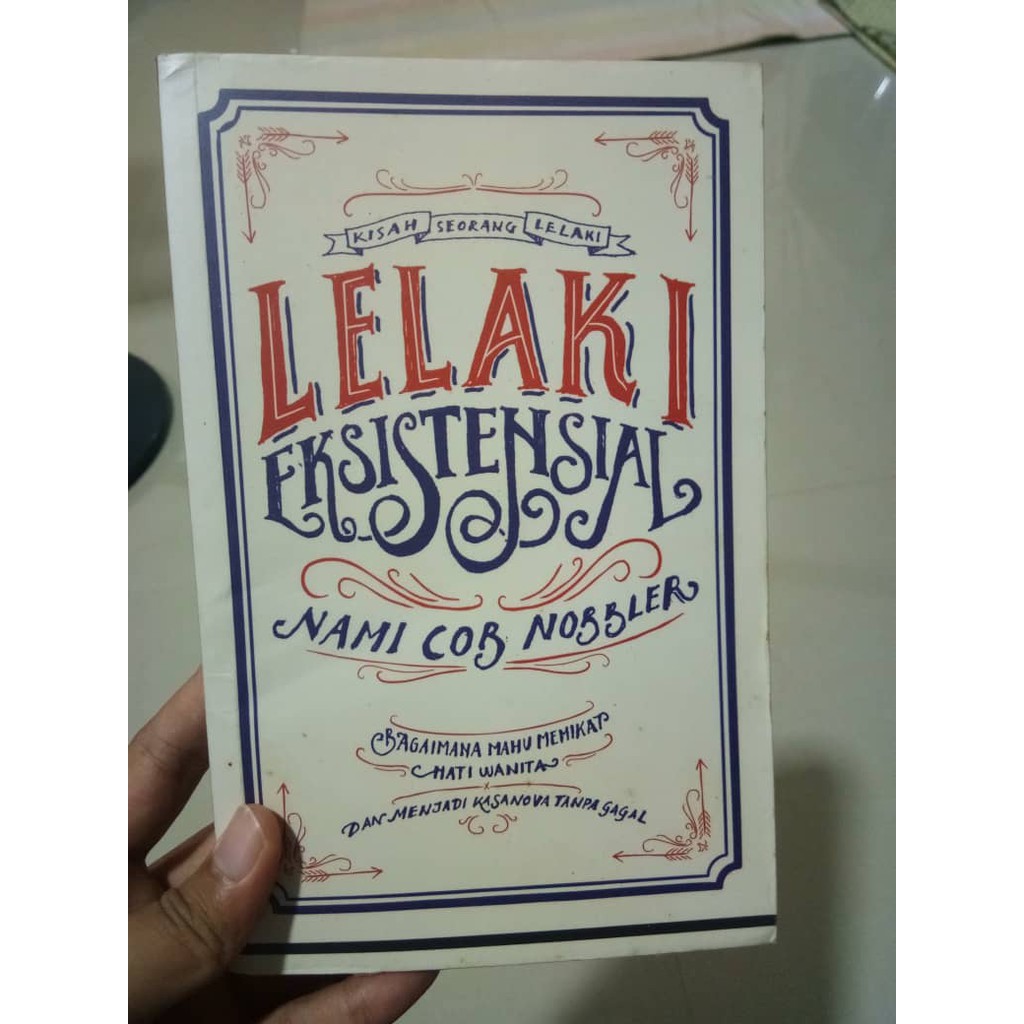 KISAH SEORANG LELAKI
LELAKI
EKSISTENSIAL
NAMI COB NOBBLER
BAGAIMANA MAHU MEMIKAT
HATI WANITA
DAN MENJADI KASANOVA TANPA GAGAL